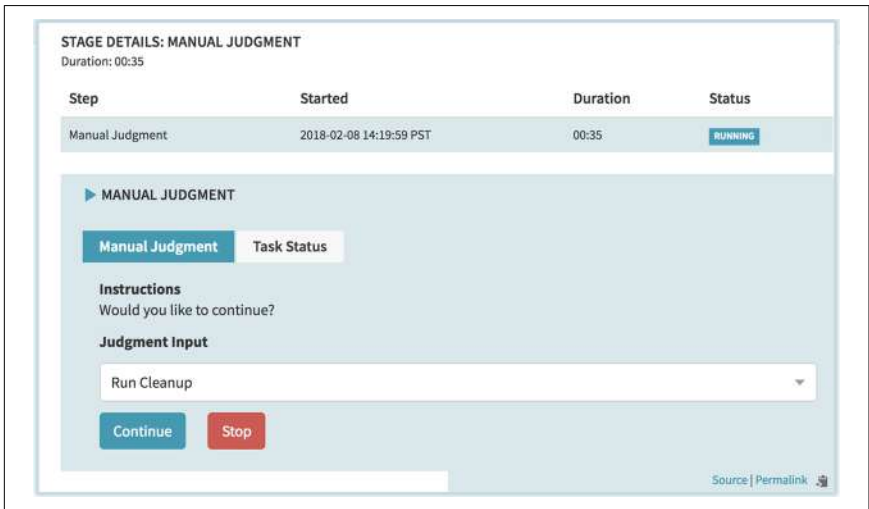 STAGE DETAILS: MANUAL JUDGMENT
Duration: 00:35
Step Started Duration Status
Manual Judgment 2018-02-08 14:19:59 PST 00:35 RUNNING
MANUAL JUDGMENT
Manual Judgment Task Status
Instructions
Would you like to continue?
Judgment Input
Run Cleanup
Continue Stop
Source | Permalink